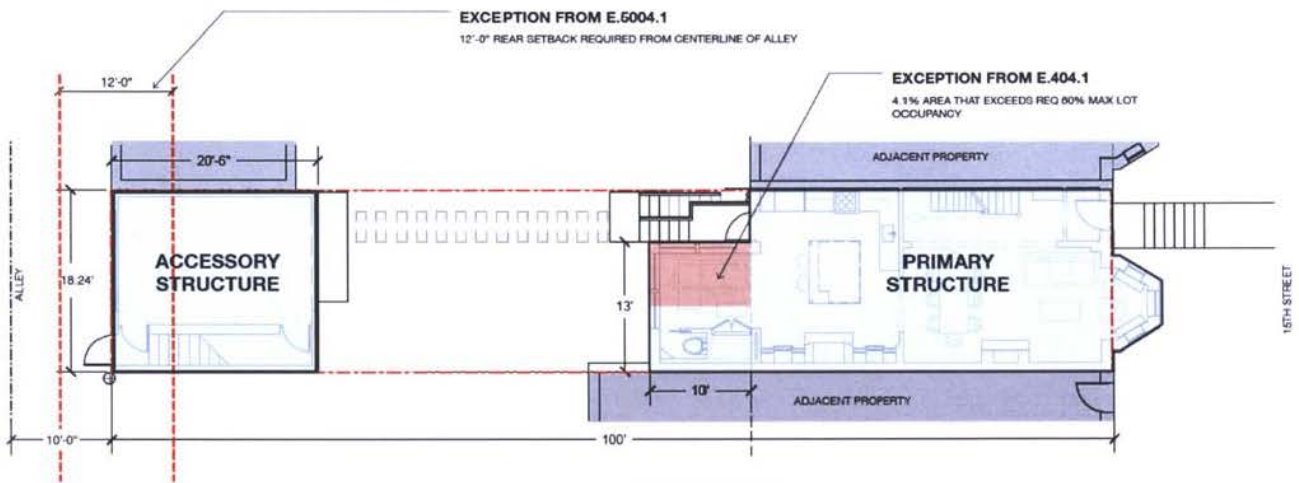 EXCEPTION FROM E.5004.1
12'-0" REAR SETBACK REQUIRED FROM CENTERLINE OF ALLEY
EXCEPTION FROM E.404.1
4.1% AREA THAT EXCEEDS REQ 60% MAX LOT
OCCUPANCY
12'-0"
20'-6"
ADJACENT PROPERTY
ALLEY
18.24'
ACCESSORY
STRUCTURE
13'
PRIMARY
STRUCTURE
15TH STREET
10'
ADJACENT PROPERTY
10'-0"
100'